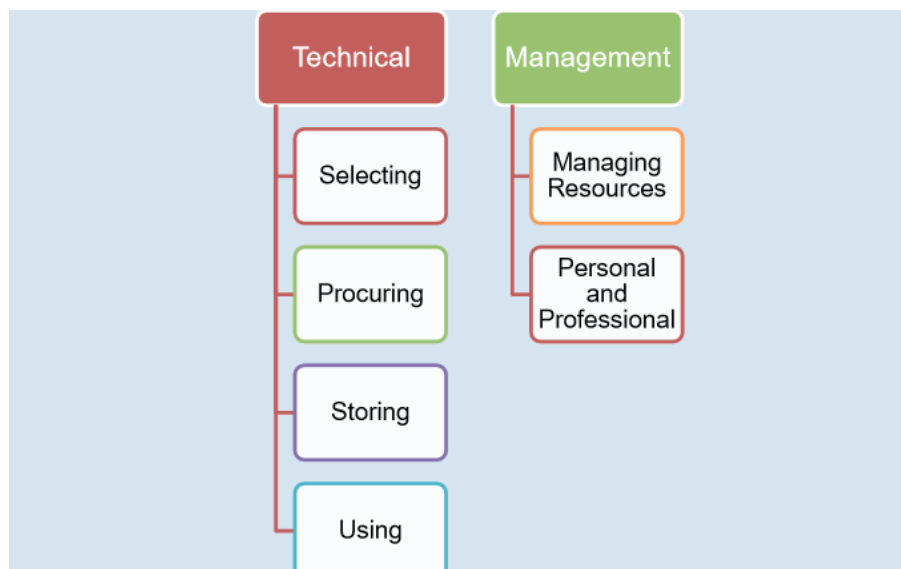 Technical
Selecting
Procuring
Storing
Using
Management
Managing
Resources
Personal
and
Professional